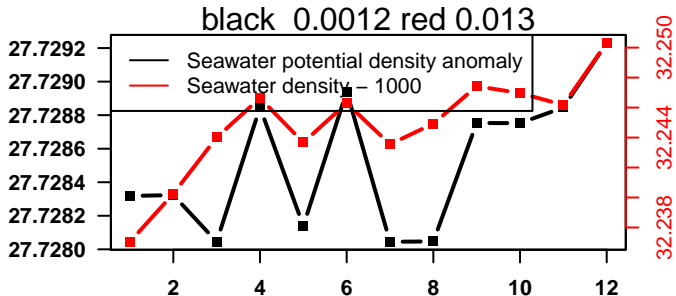 black 0.0012 red 0.013
27.7292
27.7290
27.7288
27.7286
27.7284
27.7282
27.7280
Seawater potential density anomaly
Seawater density − 1000
32.250
32.244
32.238
2 4 6 8 10 12